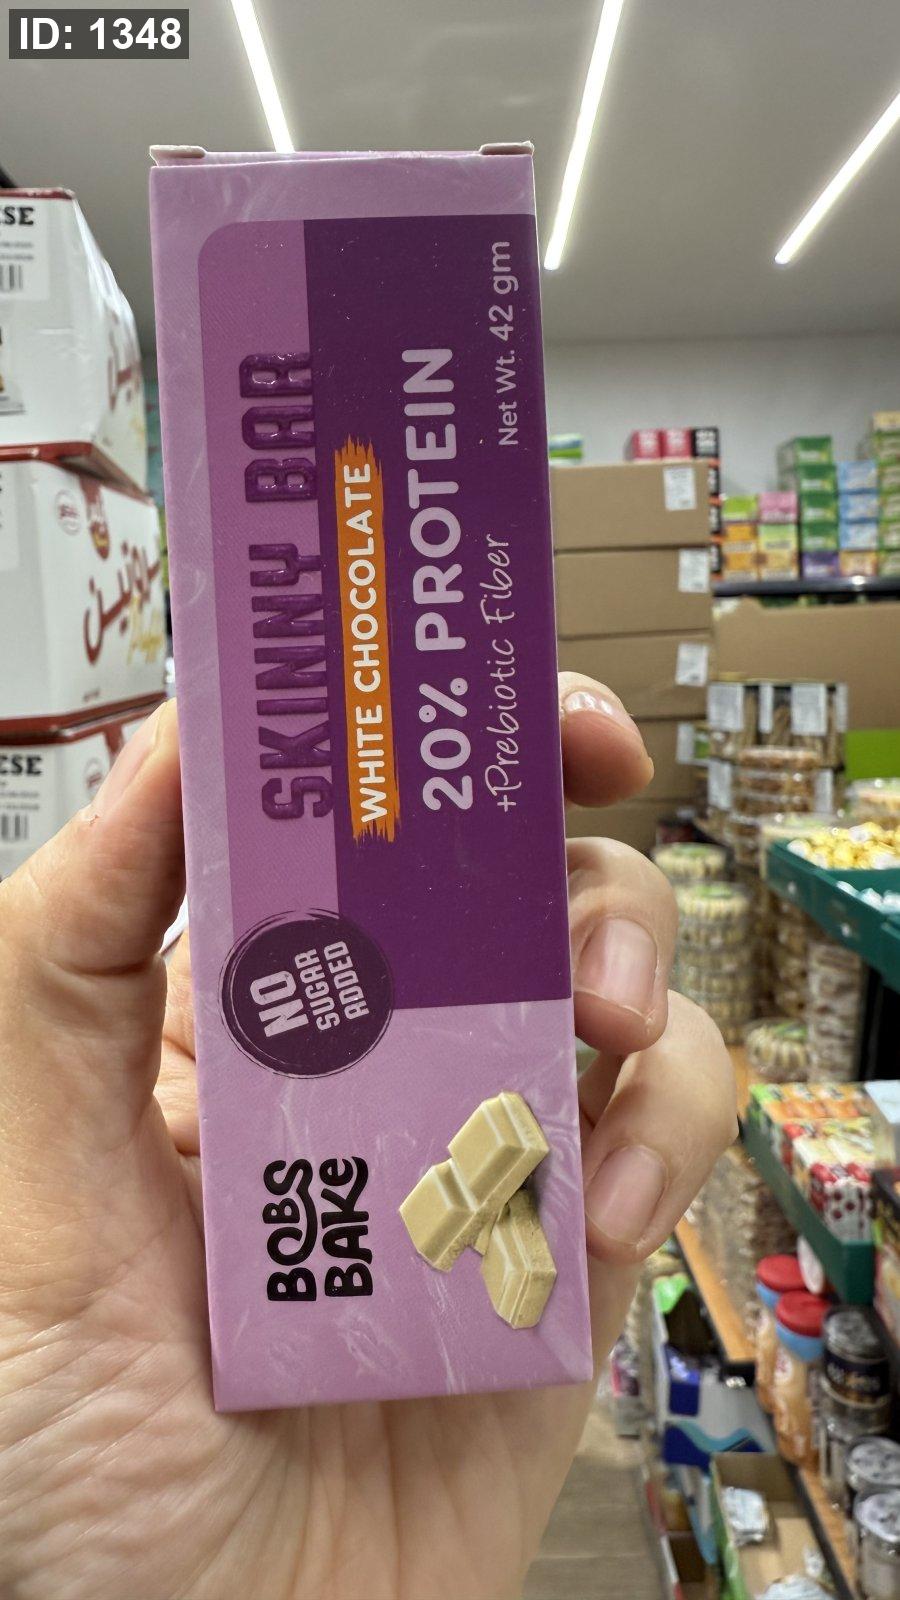 ID: 1348
SKINNY BAR
WHITE CHOCOLATE
20% PROTEIN
+Prebiotic Fiber
Net Wt. 42 gm
NO
SUGAR
ADDED
BOBS
BAKE
بروتين